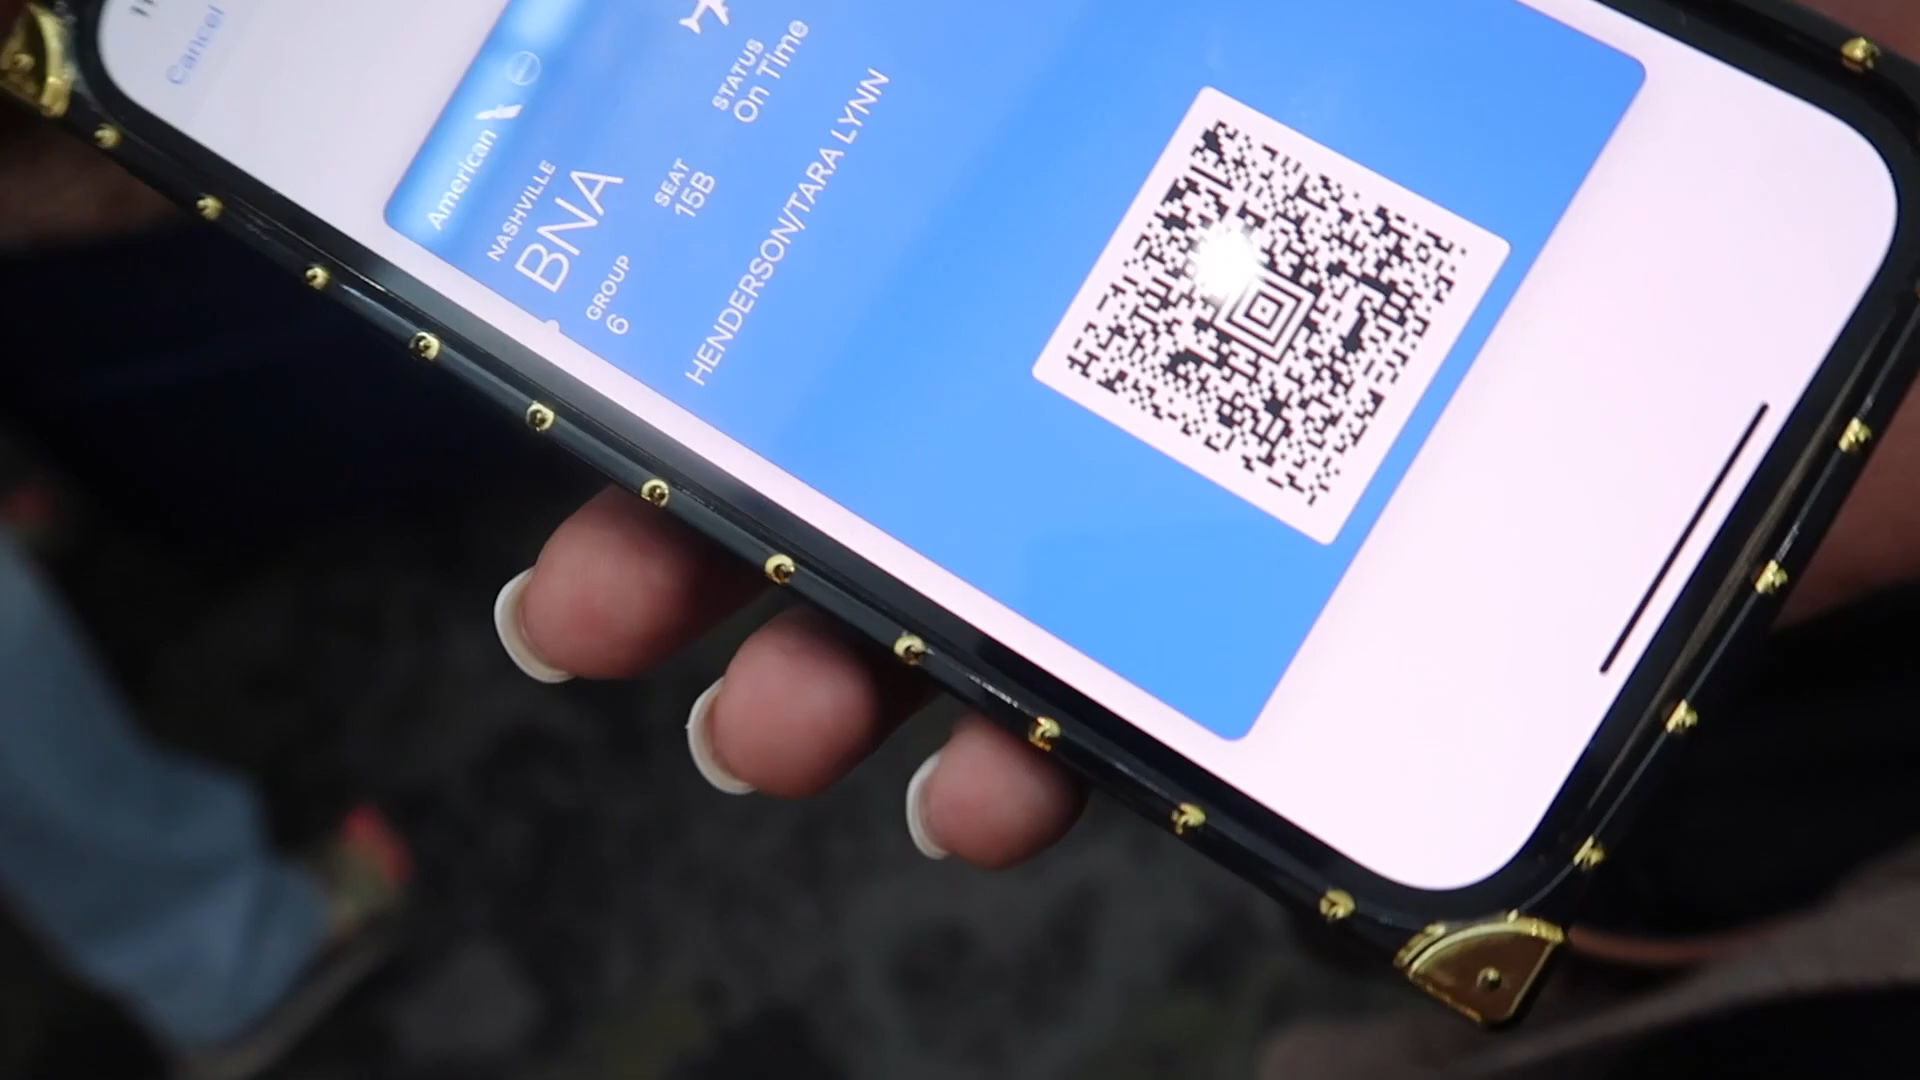 Cancel
American
NASHVILLE
BNA
GROUP
6
SEAT
15B
STATUS
On Time
HENDERSON/TARA LYNN